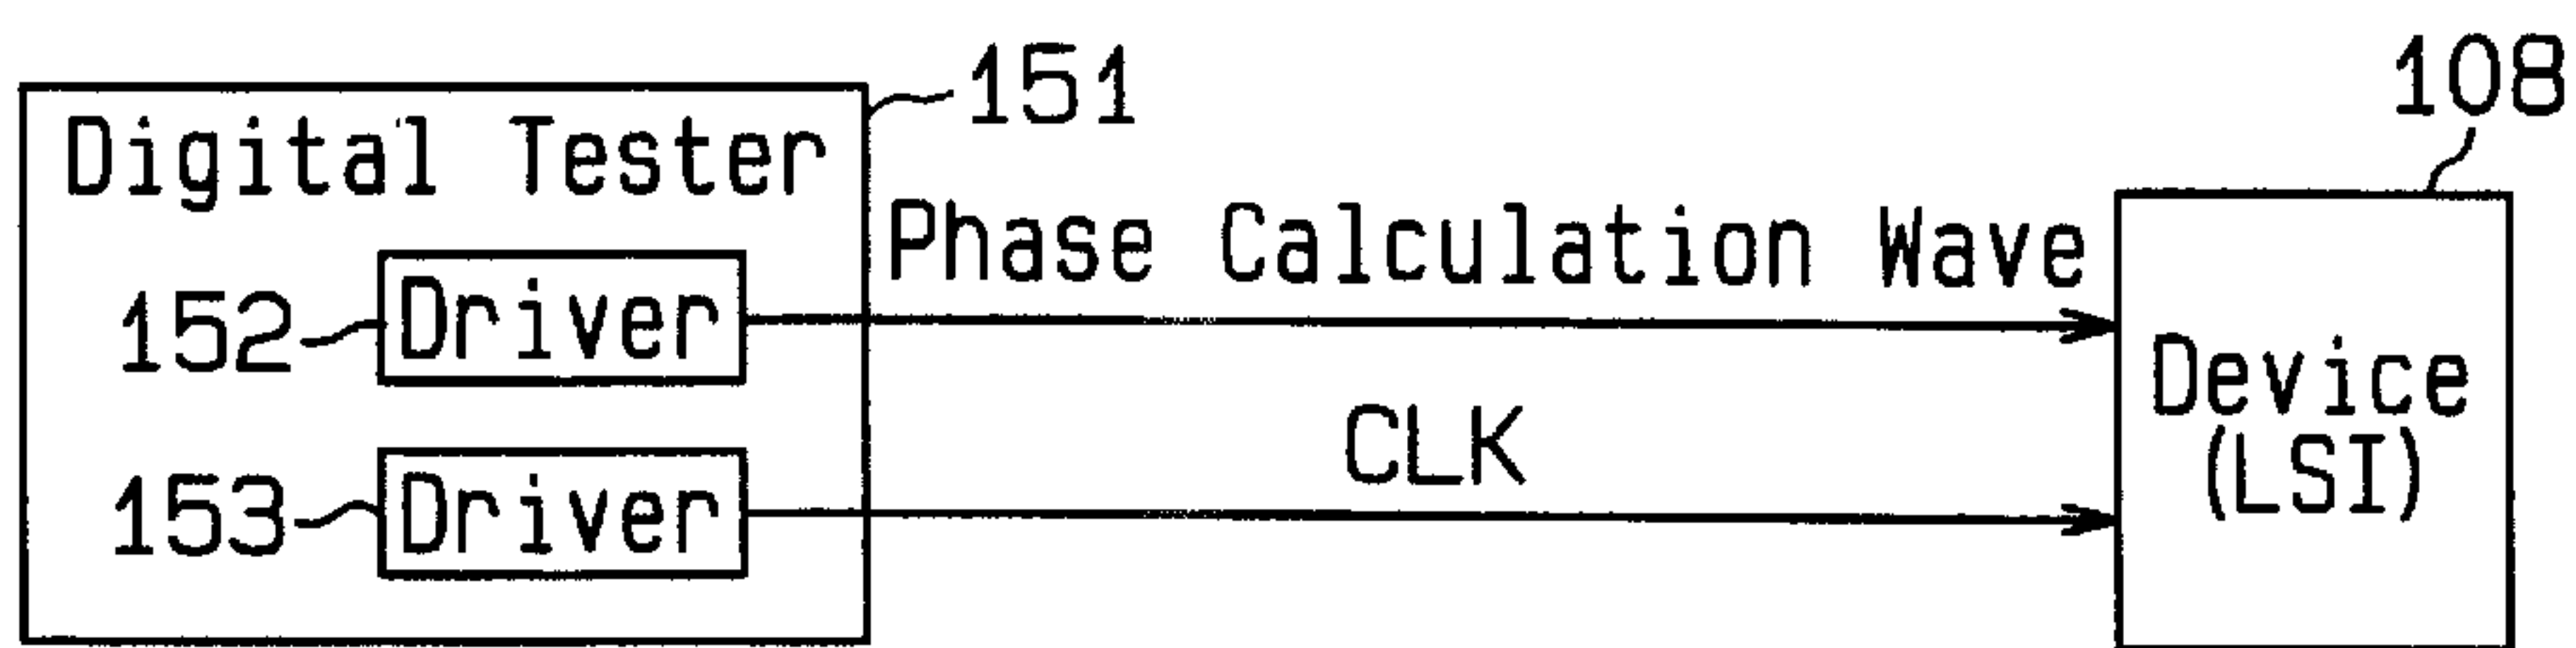 151
108
Digital Tester
Phase Calculation Wave
152
Driver
Device
(LSI)
CLK
153
Driver